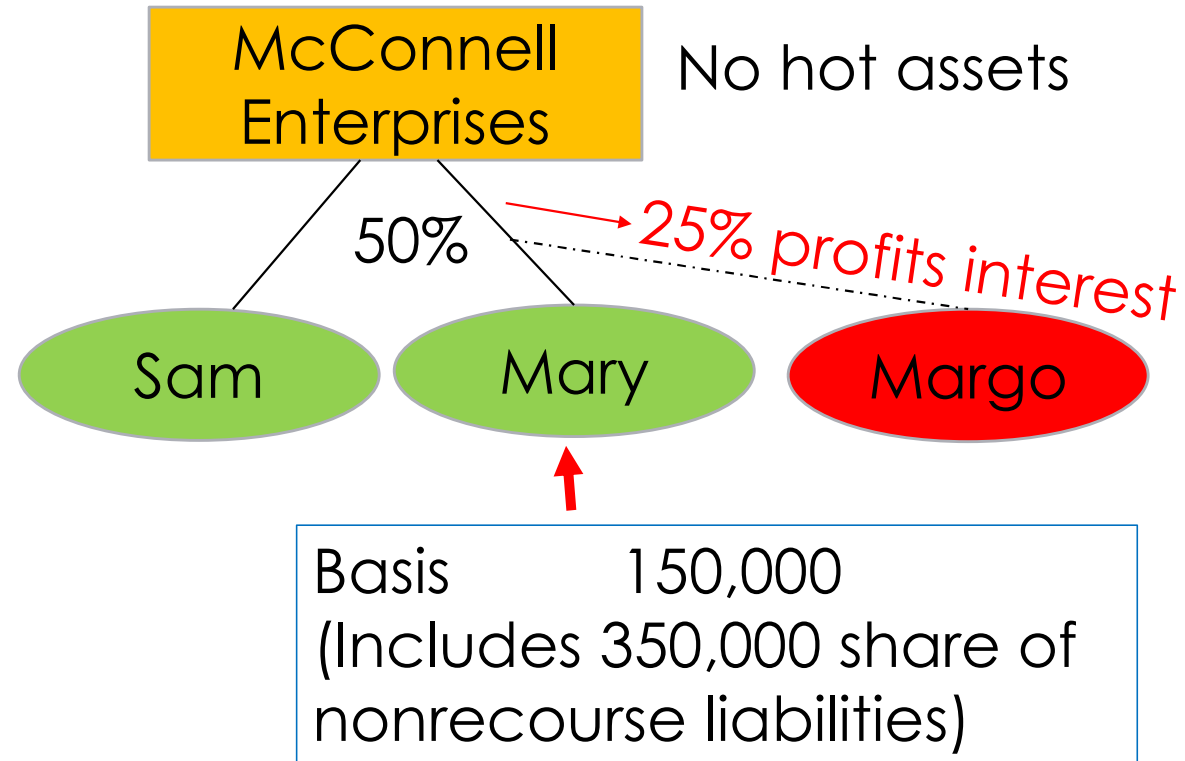 McConnell
Enterprises
No hot assets
50%
25% profits interest
Sam
Mary
Margo
Basis 150,000
(Includes 350,000 share of
nonrecourse liabilities)